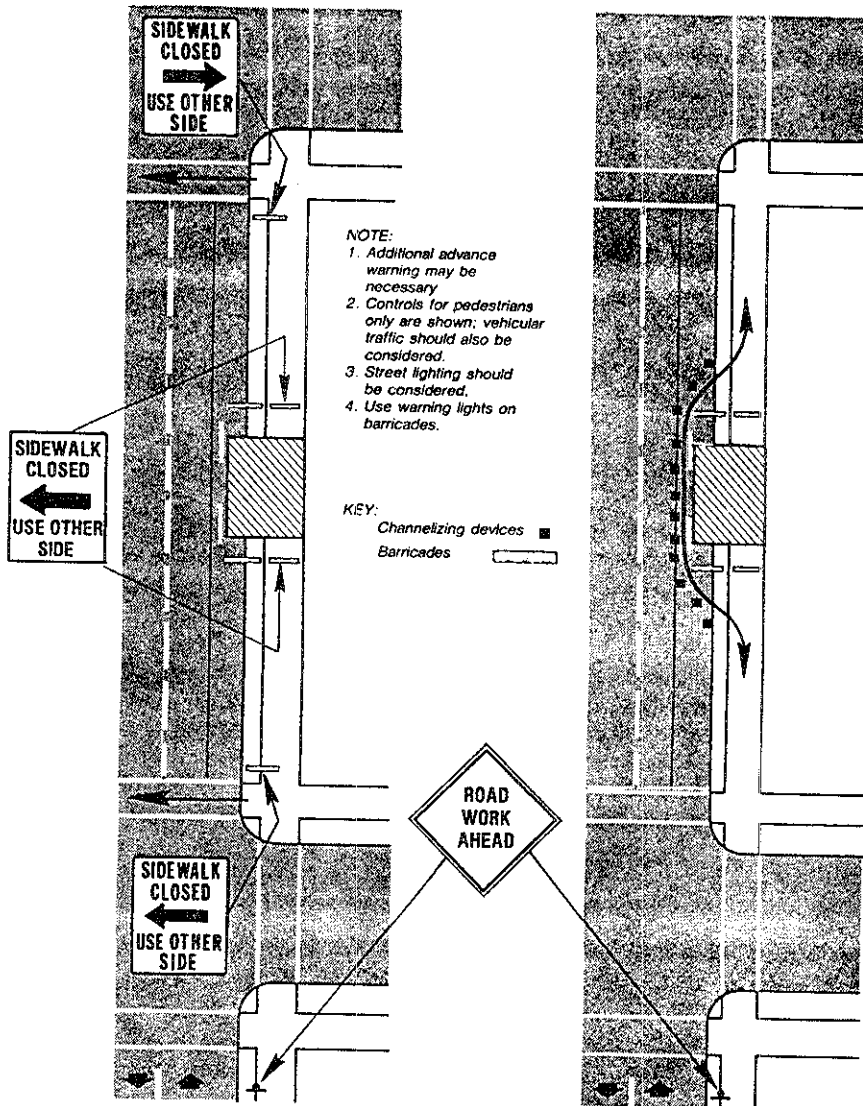 SIDEWALK
CLOSED
USE OTHER
SIDE
NOTE:
1. Additional advance
warning may be
necessary
2. Controls for pedestrians
only are shown; vehicular
traffic should also be
considered.
3. Street lighting should
be considered.
4. Use warning lights on
barricades.
SIDEWALK
CLOSED
USE OTHER
SIDE
KEY:
Channelizing devices
Barricades
ROAD
WORK
AHEAD
SIDEWALK
CLOSED
USE OTHER
SIDE